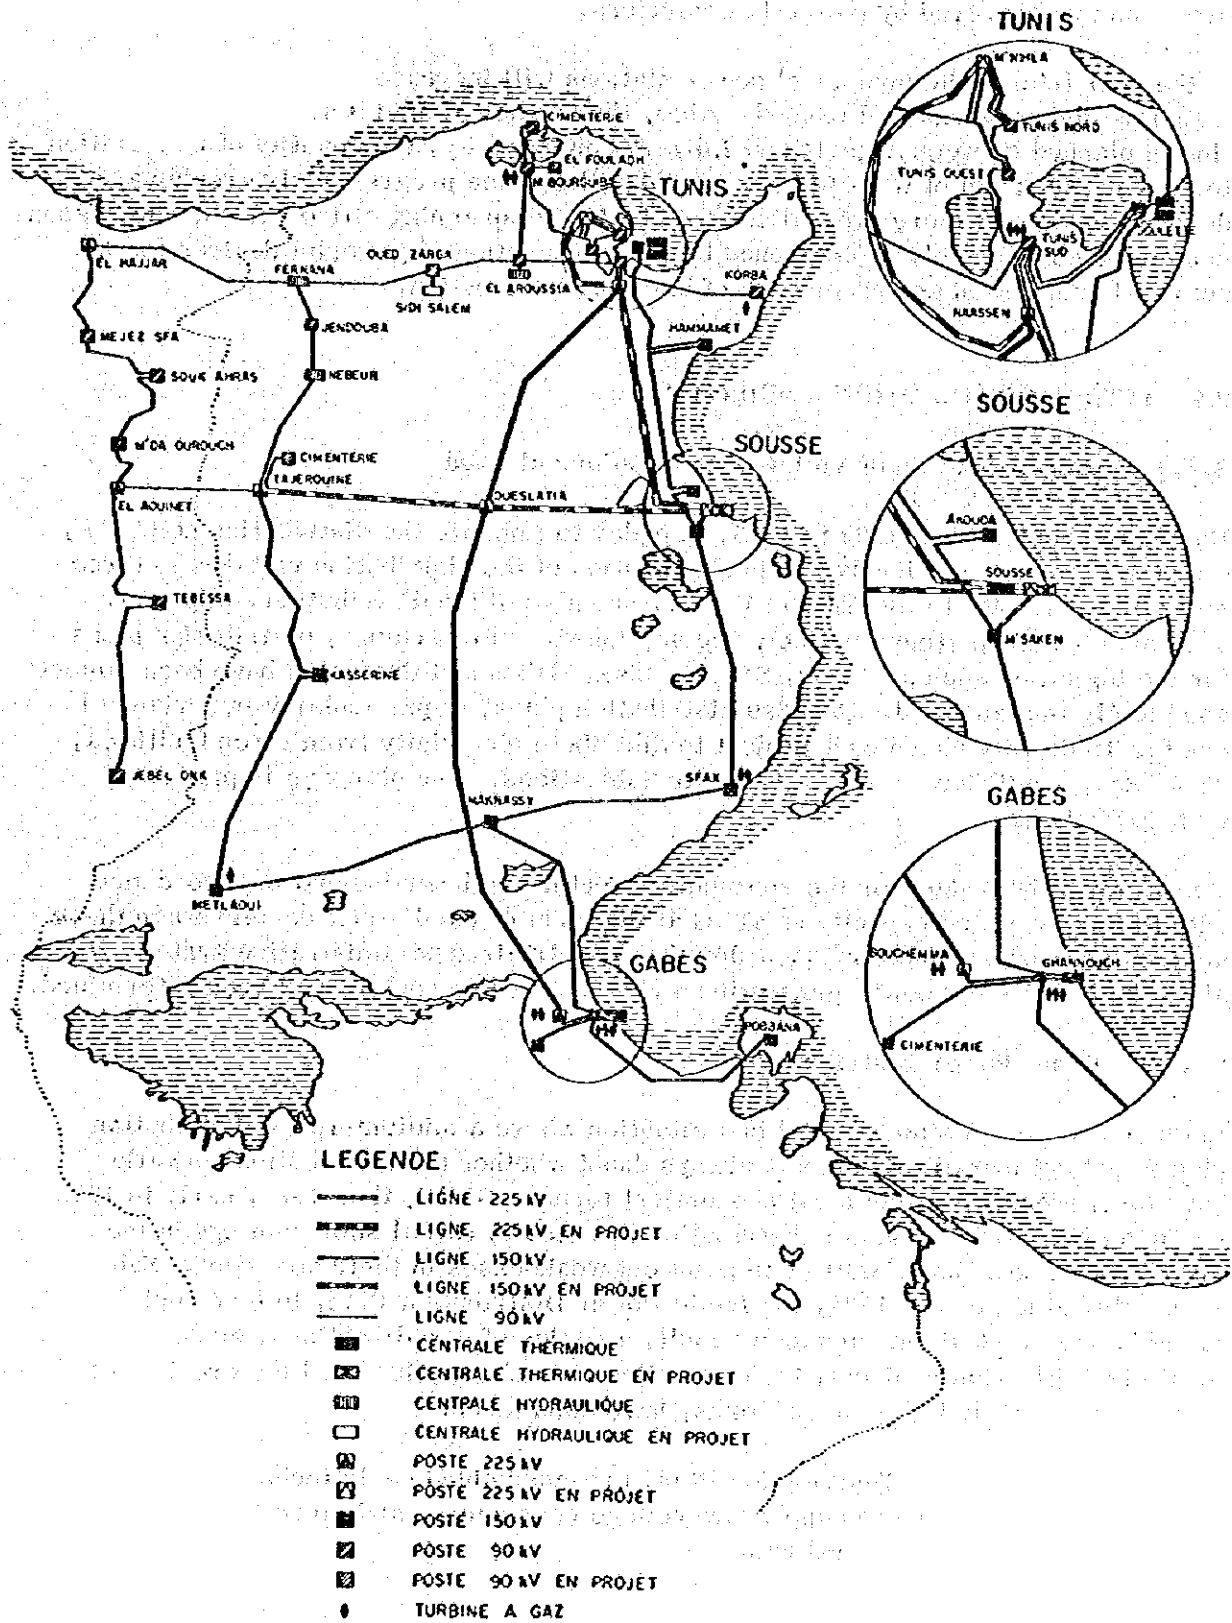 TUNIS
M'NIHLA
TUNIS NORD
TUNIS OUEST
TUNIS SUD
NAASSEN
CIMENTERIE
EL FOULADH
M. BOURGUIBA
TUNIS
EL HAJJAR
FERNANA
OUED ZARGA
SIDI SALEM
EL AROUSSIA
KORBA
MEJEZ SFA
JENDOUBA
HAMMAMET
SOUK AHRAS
NEBEUR
SOUSSE
M'DA OUROUCH
CIMENTERIE
TAJEROUINE
OUESLATIA
SOUSSE
EL AOUINET
AKOUDA
SOUSSE
M'SAKEN
TEBESSA
KASSERINE
JEBEL ONK
SFAX
MAKNASSY
GABES
METLAOUI
GABES
BOUCHEMMA
GHANNOUCH
CIMENTERIE
LEGENDE
LIGNE 225 kV
LIGNE 225 kV EN PROJET
LIGNE 150 kV
LIGNE 150 kV EN PROJET
LIGNE 90 kV
CENTRALE THERMIQUE
CENTRALE THERMIQUE EN PROJET
CENTRALE HYDRAULIQUE
CENTRALE HYDRAULIQUE EN PROJET
POSTE 225 kV
POSTE 225 kV EN PROJET
POSTE 150 kV
POSTE 90 kV
POSTE 90 kV EN PROJET
TURBINE A GAZ